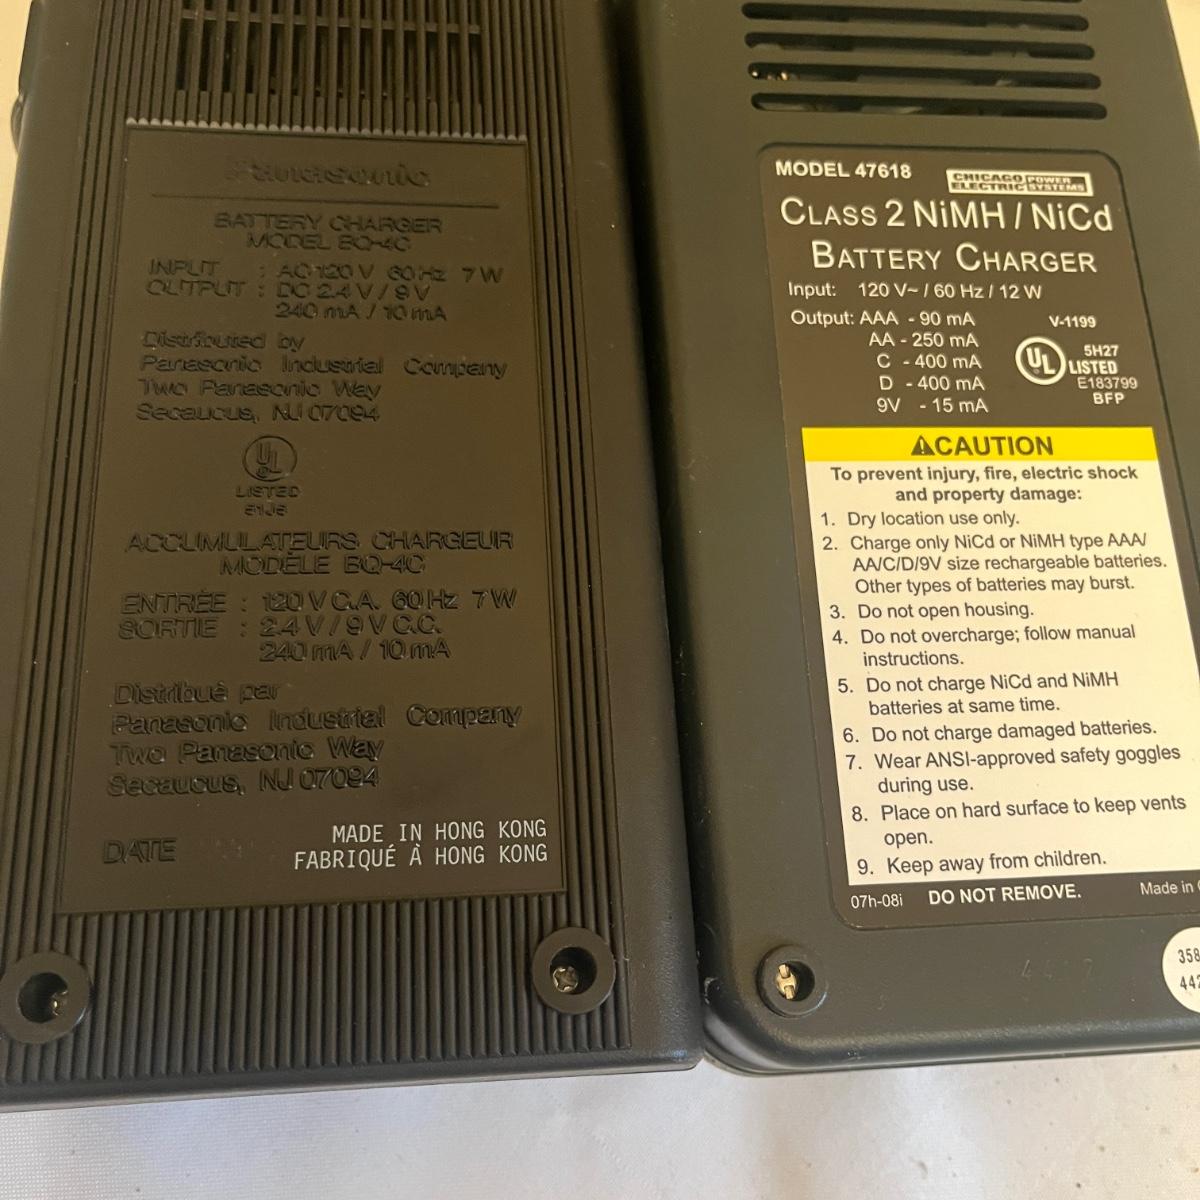 Panasonic
BATTERY CHARGER
MODEL BQ-4C
INPUT : AC 120 V 60 Hz 7 W
OUTPUT : DC 2.4 V / 9 V
240 mA / 10 mA
Distributed by
Panasonic Industrial Company
Two Panasonic Way
Secaucus, NJ 07094
UL
LISTED
51J5
ACCUMULATEURS CHARGEUR
MODÈLE BQ-4C
ENTRÉE : 120 V C.A. 60 Hz 7 W
SORTIE : 2.4 V / 9 V C.C.
240 mA / 10 mA
Distribué par
Panasonic Industrial Company
Two Panasonic Way
Secaucus, NJ 07094
DATE
MADE IN HONG KONG
FABRIQUÉ À HONG KONG
MODEL 47618
CHICAGO ELECTRIC POWER SYSTEMS
CLASS 2 NiMH / NiCd
BATTERY CHARGER
Input: 120 V~ / 60 Hz / 12 W
Output: AAA - 90 mA
AA - 250 mA
C - 400 mA
D - 400 mA
9V - 15 mA
V-1199
UL
5H27
LISTED
E183799
BFP
⚠CAUTION
To prevent injury, fire, electric shock
and property damage:
1. Dry location use only.
2. Charge only NiCd or NiMH type AAA/
AA/C/D/9V size rechargeable batteries.
Other types of batteries may burst.
3. Do not open housing.
4. Do not overcharge; follow manual
instructions.
5. Do not charge NiCd and NiMH
batteries at same time.
6. Do not charge damaged batteries.
7. Wear ANSI-approved safety goggles
during use.
8. Place on hard surface to keep vents
open.
9. Keep away from children.
07h-08i DO NOT REMOVE. Made in
358
442